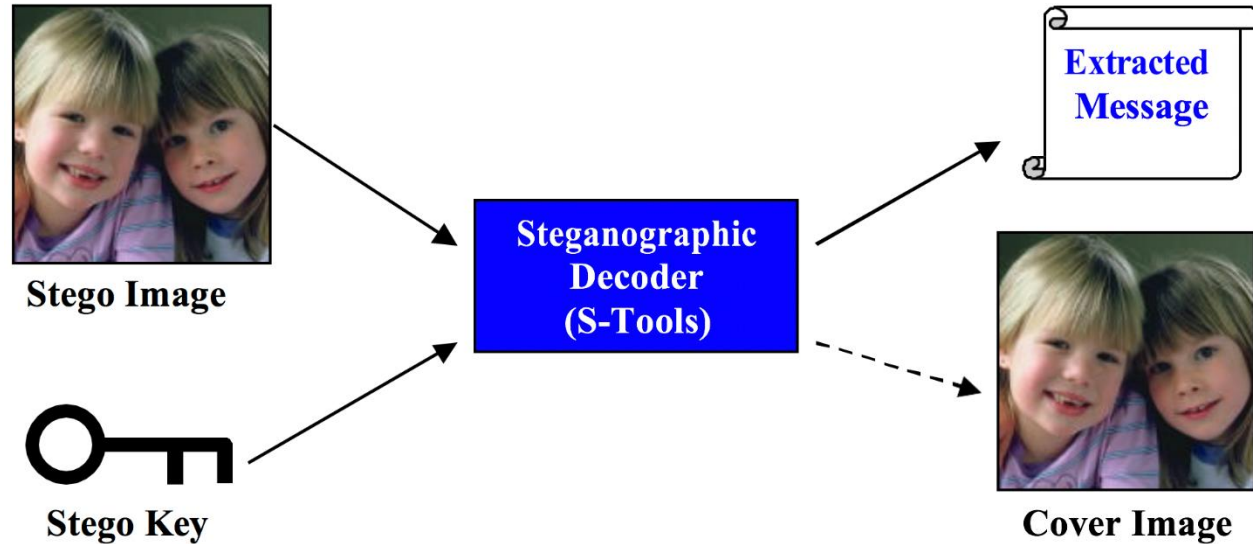 Extracted
Message
Stego Image
Steganographic
Decoder
(S-Tools)
Stego Key
Cover Image